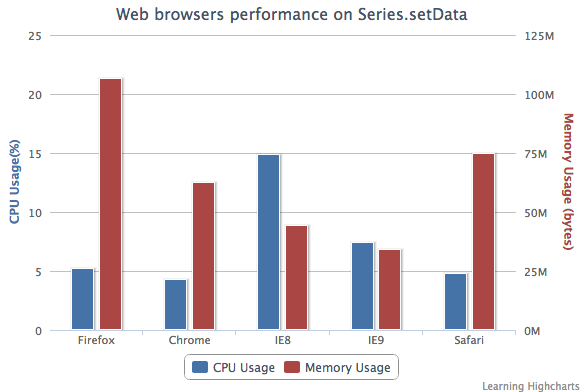 Web browsers performance on Series.setData
25 125M
20 100M
15 75M
10 50M
5 25M
0 0M
CPU Usage(%)
Memory Usage (bytes)
Firefox Chrome IE8 IE9 Safari
CPU Usage Memory Usage
Learning Highcharts